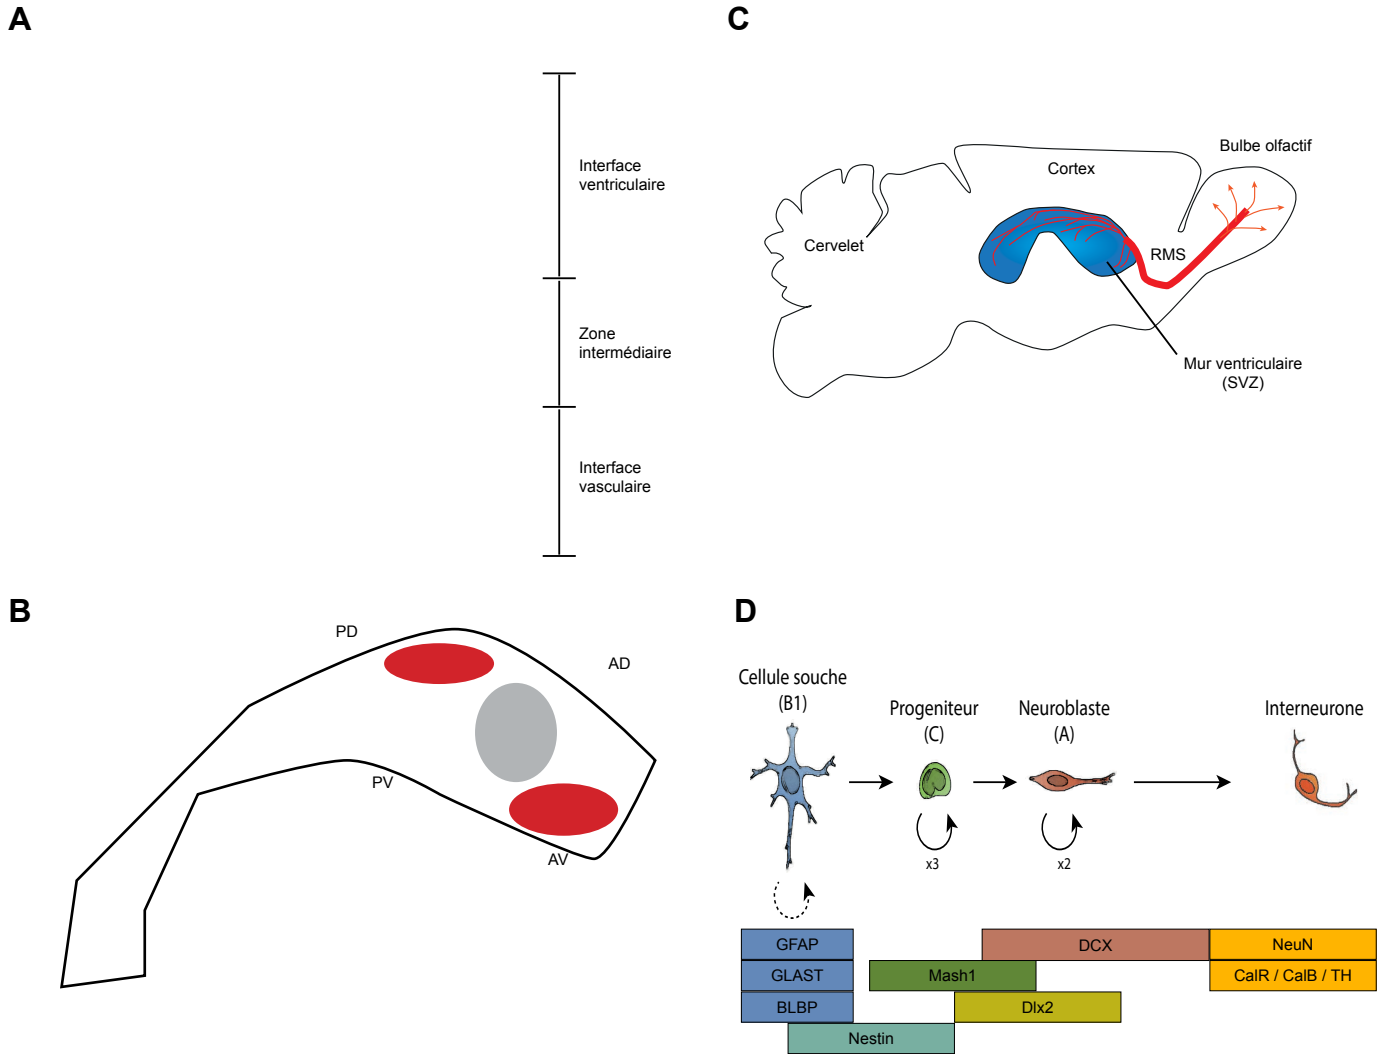 A
Interface
ventriculaire
Zone
intermédiaire
Interface
vasculaire
B
PD
AD
PV
AV
C
Bulbe olfactif
Cortex
Cervelet
RMS
Mur ventriculaire
(SVZ)
D
Cellule souche
(B1)
Progeniteur
(C)
Neuroblaste
(A)
Interneurone
x3
x2
GFAP
DCX
NeuN
GLAST
Mash1
CalR / CalB / TH
BLBP
Dlx2
Nestin